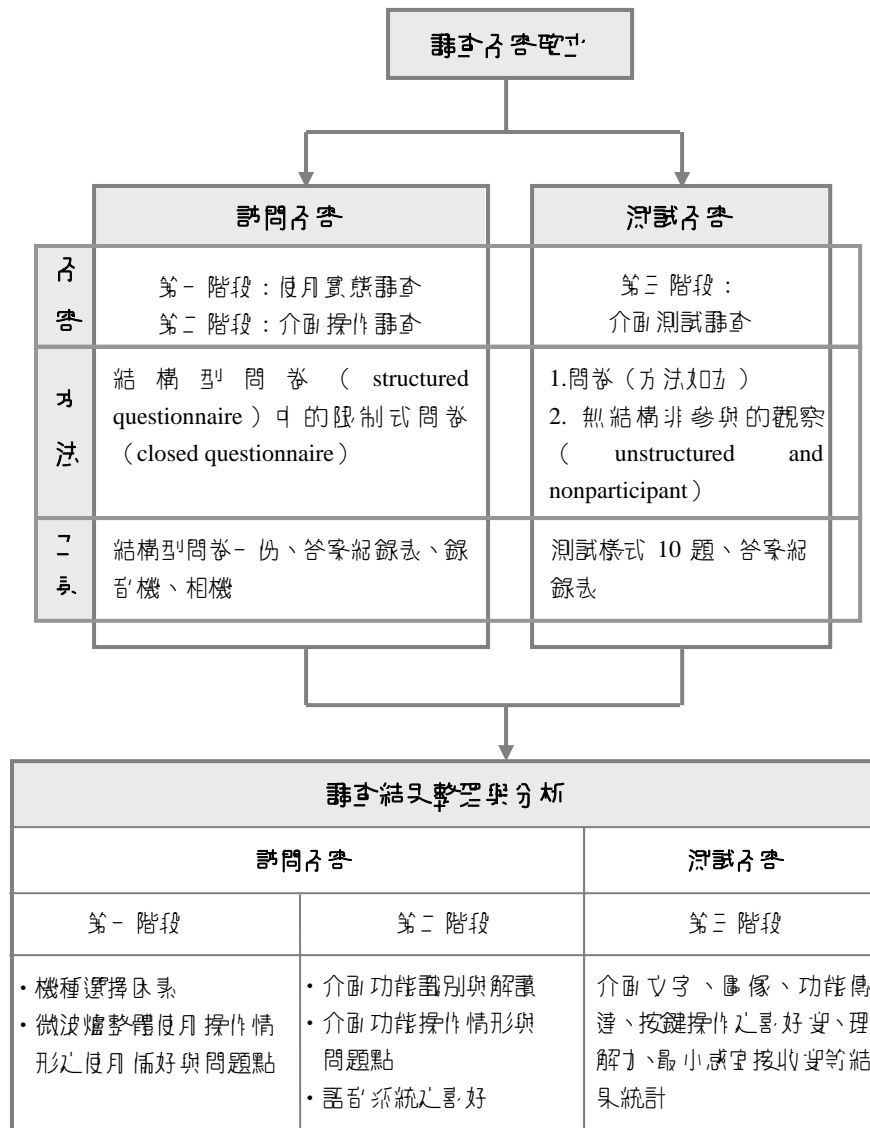 調查內容
訪問內容
測試內容
內容
第一階段：使用實態調查
第二階段：介面操作調查
第三階段：
介面測試調查
方法
結構型問卷（structured
questionnaire）中的限制式問卷
（closed questionnaire）
1.問卷（方法如左）
2. 無結構非參與的觀察
（ unstructured and
nonparticipant）
工具
結構型問卷一份、答案紀錄表、錄
音機、相機
測試樣式 10 題、答案紀
錄表
調查結果整理與分析
訪問內容
測試內容
第一階段
第二階段
第三階段
・機種選擇因素
・微波爐整體使用操作情
形之使用偏好與問題點
・介面功能識別與解讀
・介面功能操作情形與
問題點
・語音系統之喜好
介面文字、圖像、功能傳
達、按鍵操作之喜好度、理
解力、最小感官接收度等結
果統計